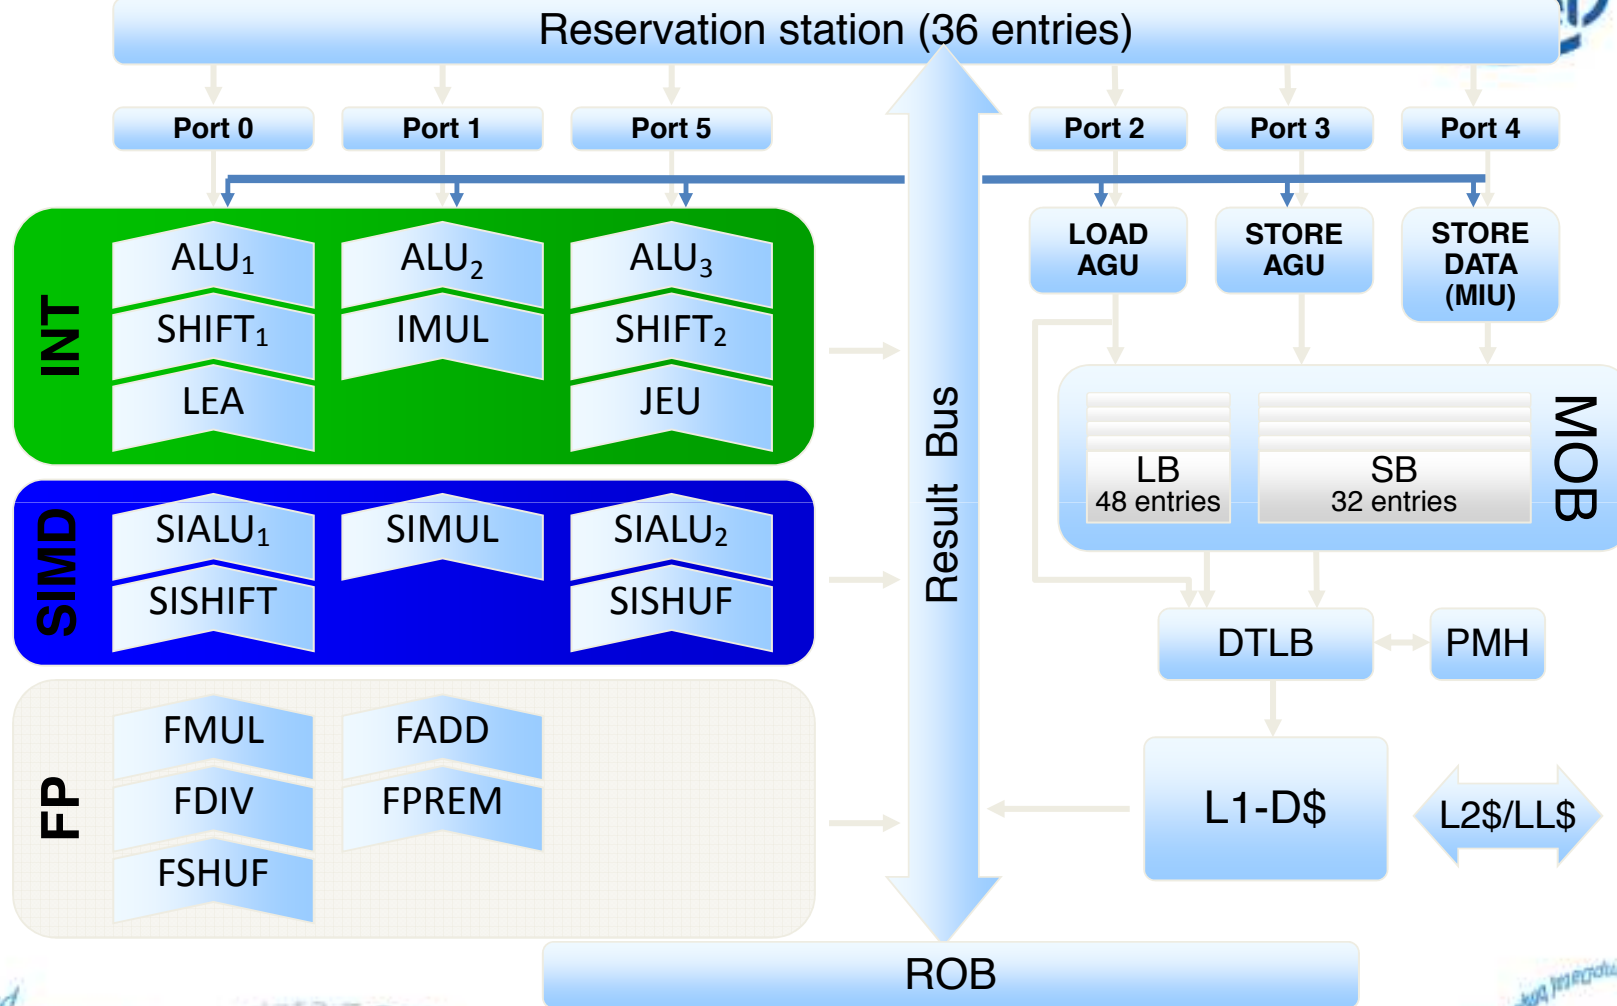 Reservation station (36 entries)
Port 0
Port 1
Port 5
Port 2
Port 3
Port 4
INT
ALU1
ALU2
ALU3
SHIFT1
IMUL
SHIFT2
LEA
JEU
SIMD
SIALU1
SIMUL
SIALU2
SISHIFT
SISHUF
FP
FMUL
FADD
FDIV
FPREM
FSHUF
Result Bus
LOAD
AGU
STORE
AGU
STORE
DATA
(MIU)
LB
48 entries
SB
32 entries
MOB
DTLB
PMH
L1-D$
L2$/LL$
ROB